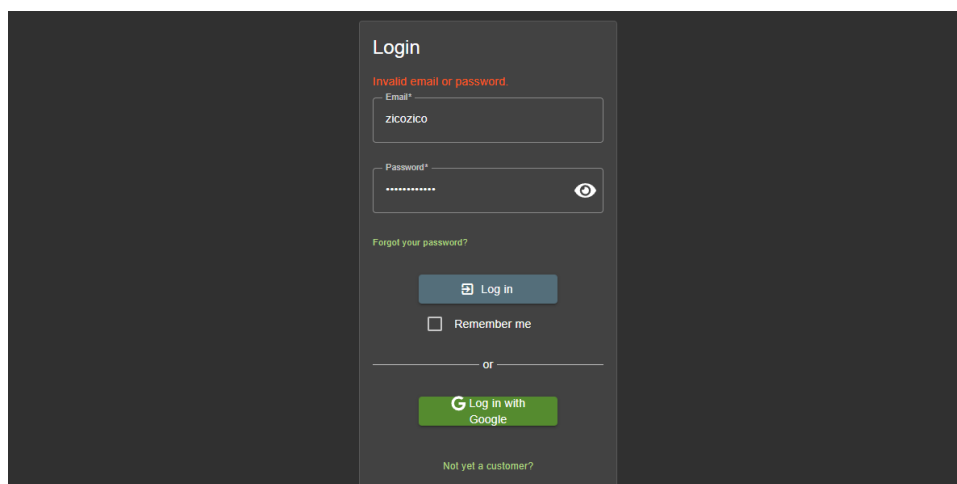 Login
Invalid email or password.
Email*
zicozico
Password*
••••••••••••
Forgot your password?
Log in
Remember me
or
Log in with
Google
Not yet a customer?